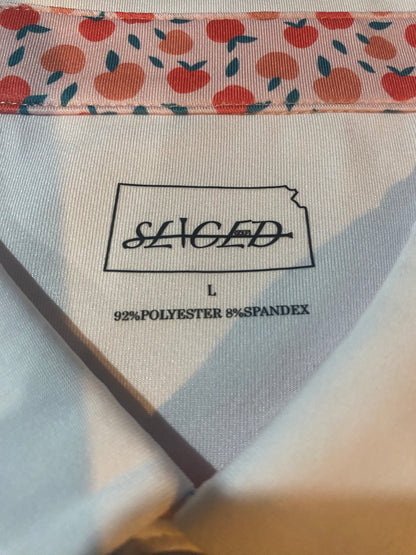 SLICED
L
92%POLYESTER 8%SPANDEX